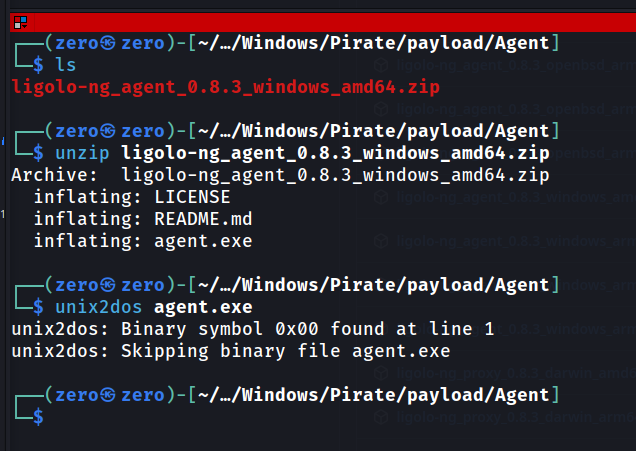 ┌──(zero㉿zero)-[~/…/Windows/Pirate/payload/Agent]
└─$ ls
ligolo-ng_agent_0.8.3_windows_amd64.zip
┌──(zero㉿zero)-[~/…/Windows/Pirate/payload/Agent]
└─$ unzip ligolo-ng_agent_0.8.3_windows_amd64.zip
Archive:  ligolo-ng_agent_0.8.3_windows_amd64.zip
  inflating: LICENSE
  inflating: README.md
  inflating: agent.exe
┌──(zero㉿zero)-[~/…/Windows/Pirate/payload/Agent]
└─$ unix2dos agent.exe
unix2dos: Binary symbol 0x00 found at line 1
unix2dos: Skipping binary file agent.exe
┌──(zero㉿zero)-[~/…/Windows/Pirate/payload/Agent]
└─$